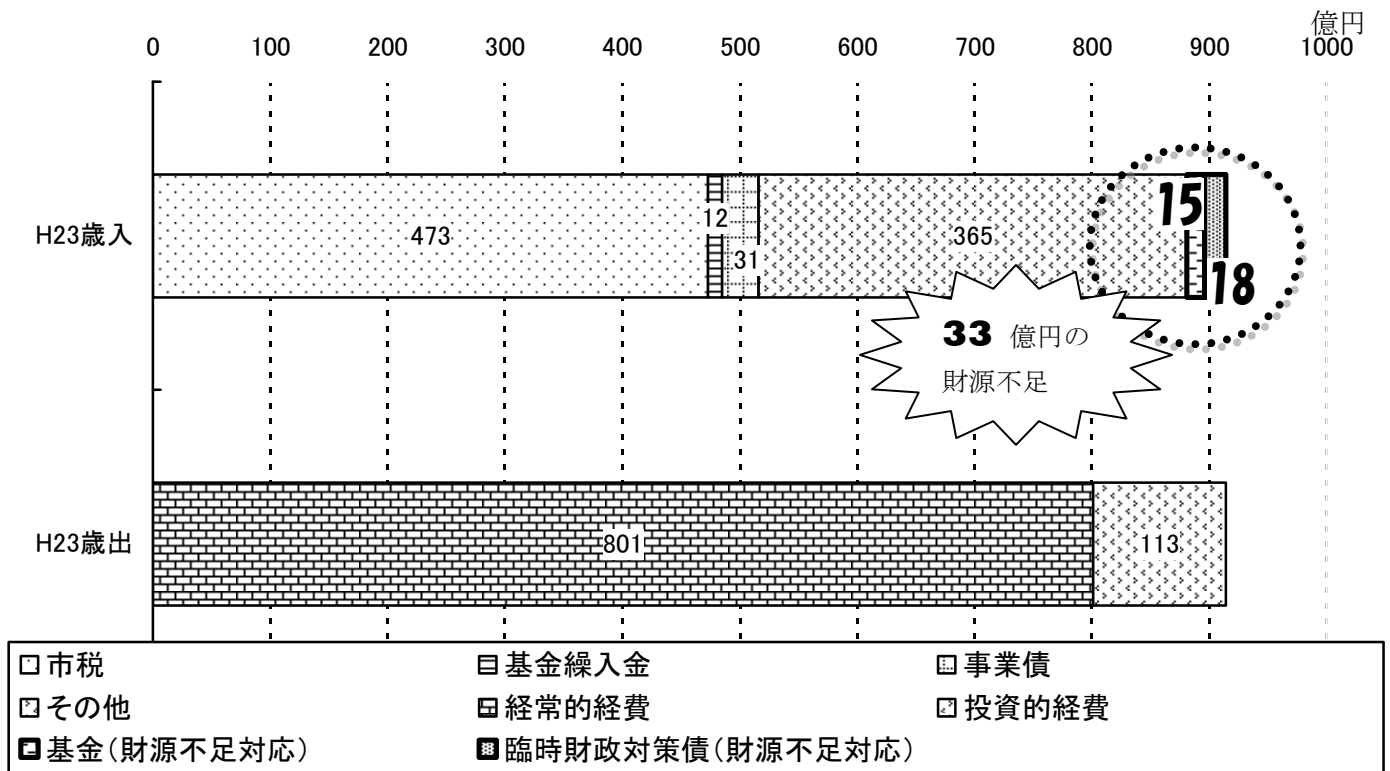 億円
0 100 200 300 400 500 600 700 800 900 1000
H23歳入
473
12
31
365
15
18
33 億円の
財源不足
H23歳出
801
113
市税 基金繰入金 事業債
その他 経常的経費 投資的経費
基金(財源不足対応) 臨時財政対策債(財源不足対応)